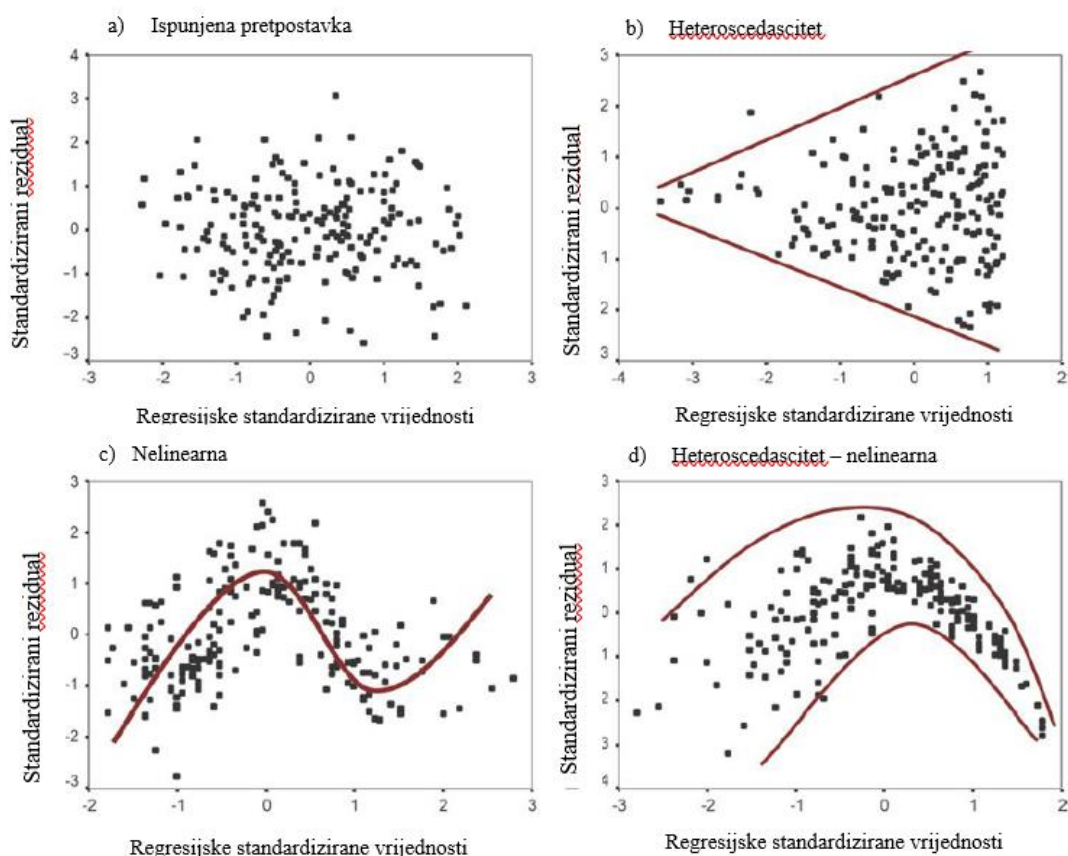 a) Ispunjena pretpostavka
4
3
2
1
0
-1
-2
-3
-3 -2 -1 0 1 2 3
Standardizirani rezidual
Regresijske standardizirane vrijednosti
b) Heteroscedascitet
3
2
1
0
1
2
3
-4 -3 -2 -1 0 1 2
Standardizirani rezidual
Regresijske standardizirane vrijednosti
c) Nelinearna
3
2
1
0
-1
-2
-3
-2 -1 0 1 2 3
Standardizirani rezidual
Regresijske standardizirane vrijednosti
d) Heteroscedascitet – nelinearna
3
2
1
0
1
2
3
4
-3 -2 -1 0 1 2
Standardizirani rezidual
Regresijske standardizirane vrijednosti